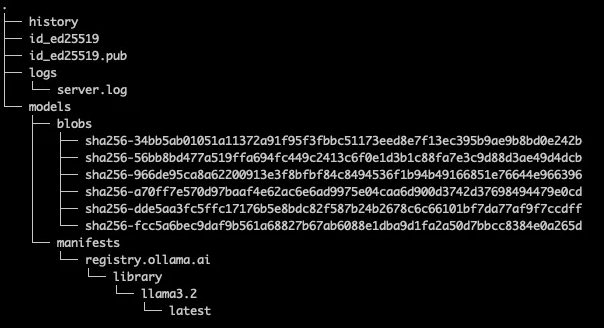 .
├── history
├── id_ed25519
├── id_ed25519.pub
├── logs
│   └── server.log
└── models
    ├── blobs
    │   ├── sha256-34bb5ab01051a11372a91f95f3fbbc51173eed8e7f13ec395b9ae9b8bd0e242b
    │   ├── sha256-56bb8bd477a519ffa694fc449c2413c6f0e1d3b1c88fa7e3c9d88d3ae49d4dcb
    │   ├── sha256-966de95ca8a62200913e3f8bfbf84c8494536f1b94b49166851e76644e966396
    │   ├── sha256-a70ff7e570d97baaf4e62ac6e6ad9975e04caa6d900d3742d37698494479e0cd
    │   ├── sha256-dde5aa3fc5ffc17176b5e8bdc82f587b24b2678c6c66101bf7da77af9f7ccdff
    │   └── sha256-fcc5a6bec9daf9b561a68827b67ab6088e1dba9d1fa2a50d7bbcc8384e0a265d
    └── manifests
        └── registry.ollama.ai
            └── library
                └── llama3.2
                    └── latest